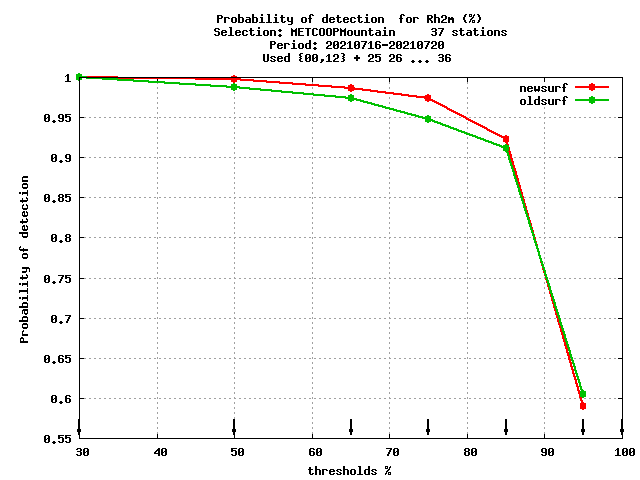 Probability of detection  for Rh2m (%)
Selection: METCOOPMountain     37 stations
Period: 20210716-20210720
Used {00,12} + 25 26 ... 36
newsurf
oldsurf
Probability of detection
1
0.95
0.9
0.85
0.8
0.75
0.7
0.65
0.6
0.55
30 40 50 60 70 80 90 100
thresholds %